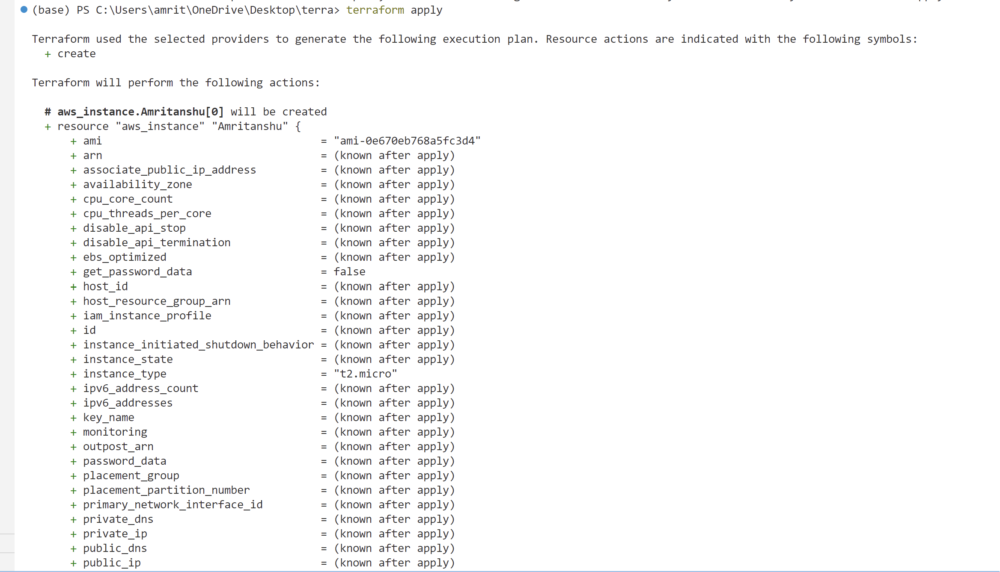 (base) PS C:\Users\amrit\OneDrive\Desktop\terra> terraform apply
Terraform used the selected providers to generate the following execution plan. Resource actions are indicated with the following symbols:
+ create
Terraform will perform the following actions:
# aws_instance.Amritanshu[0] will be created
+ resource "aws_instance" "Amritanshu" {
+ ami = "ami-0e670eb768a5fc3d4"
+ arn = (known after apply)
+ associate_public_ip_address = (known after apply)
+ availability_zone = (known after apply)
+ cpu_core_count = (known after apply)
+ cpu_threads_per_core = (known after apply)
+ disable_api_stop = (known after apply)
+ disable_api_termination = (known after apply)
+ ebs_optimized = (known after apply)
+ get_password_data = false
+ host_id = (known after apply)
+ host_resource_group_arn = (known after apply)
+ iam_instance_profile = (known after apply)
+ id = (known after apply)
+ instance_initiated_shutdown_behavior = (known after apply)
+ instance_state = (known after apply)
+ instance_type = "t2.micro"
+ ipv6_address_count = (known after apply)
+ ipv6_addresses = (known after apply)
+ key_name = (known after apply)
+ monitoring = (known after apply)
+ outpost_arn = (known after apply)
+ password_data = (known after apply)
+ placement_group = (known after apply)
+ placement_partition_number = (known after apply)
+ primary_network_interface_id = (known after apply)
+ private_dns = (known after apply)
+ private_ip = (known after apply)
+ public_dns = (known after apply)
+ public_ip = (known after apply)